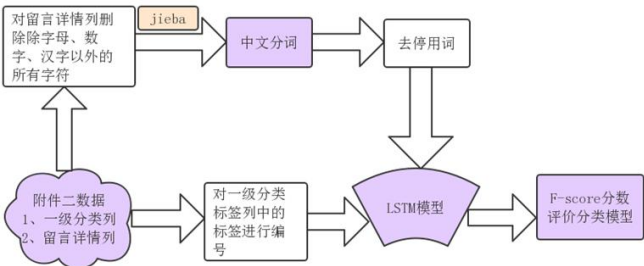 对留言详情列删
除除字母、数
字、汉字以外的
所有字符
jieba
中文分词
去停用词
附件二数据
1、一级分类列
2、留言详情列
对一级分类
标签列中的
标签进行编
号
LSTM模型
F-score分数
评价分类模型